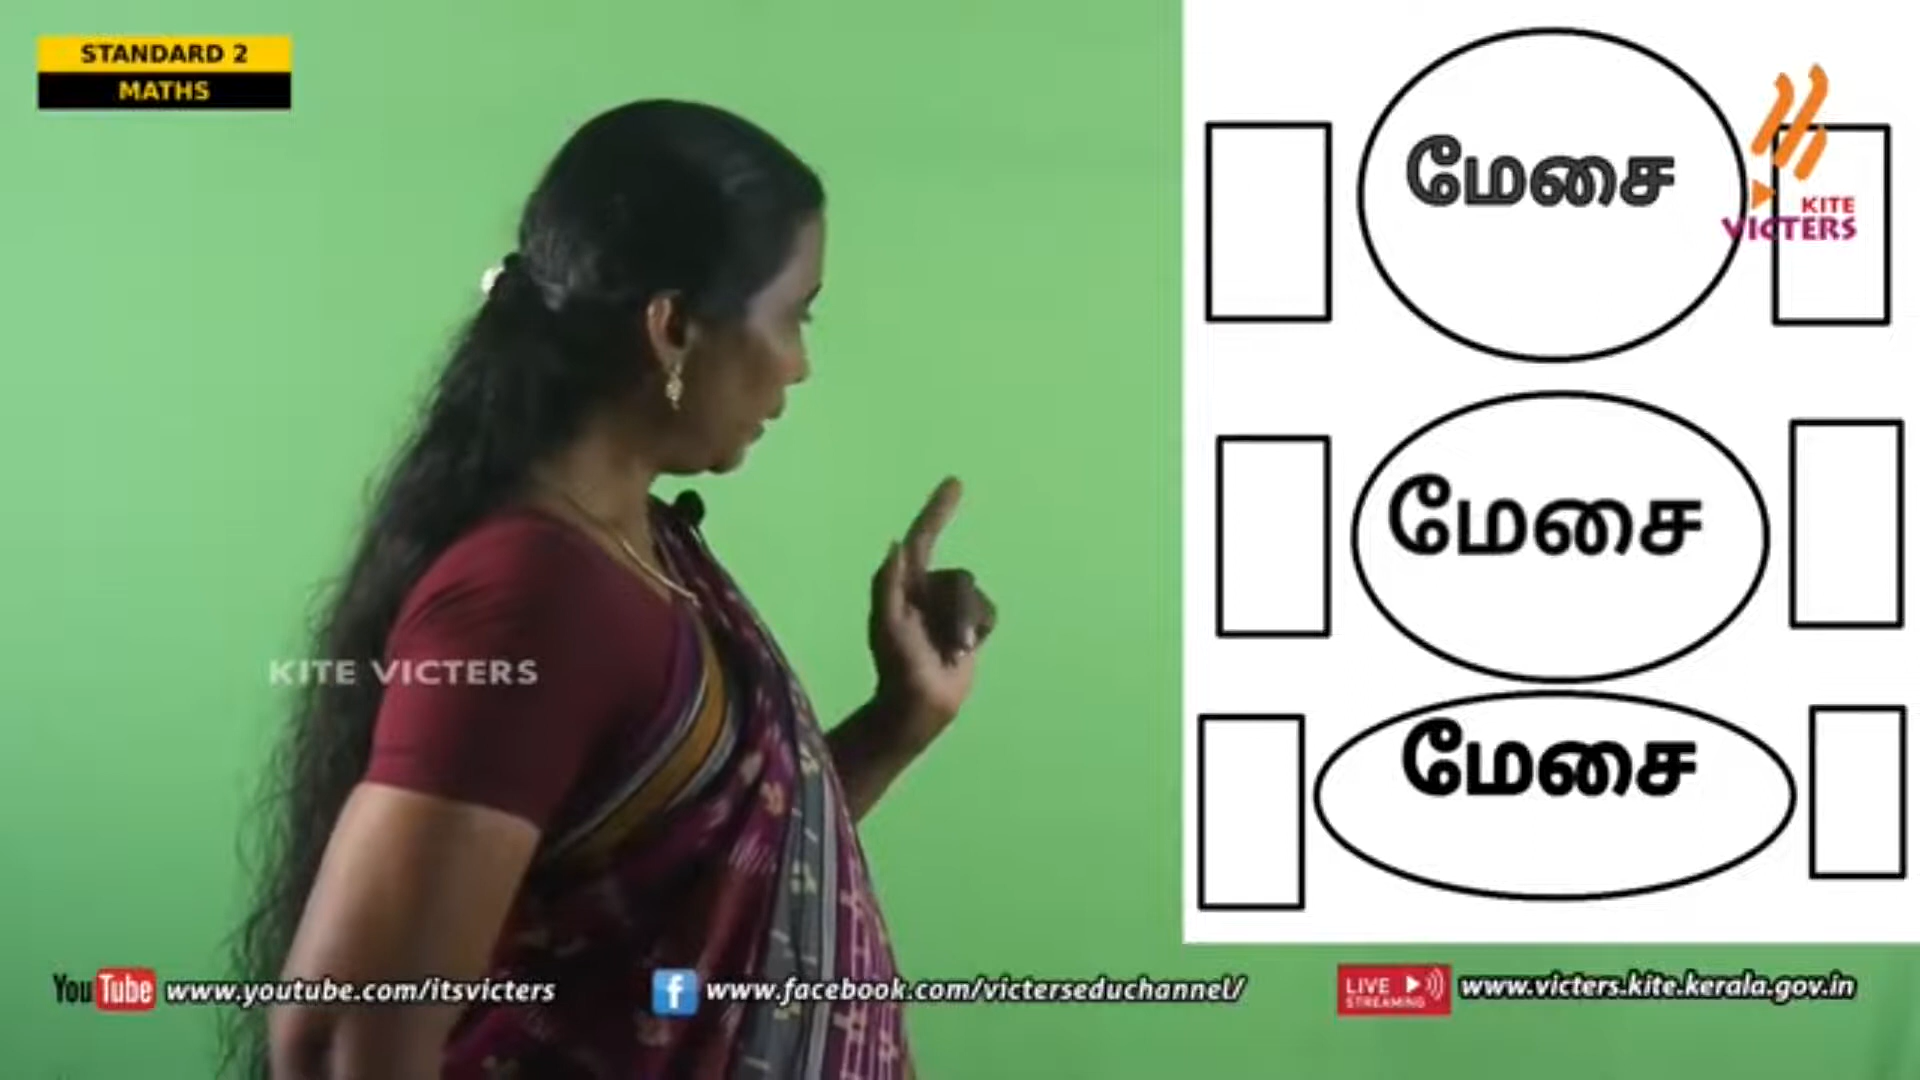 STANDARD 2
MATHS
மேசை
KITE
VICTERS
மேசை
KITE VICTERS
மேசை
YouTube www.youtube.com/itsvicters
f www.facebook.com/victerseduchannel/
LIVE STREAMING www.victers.kite.kerala.gov.in